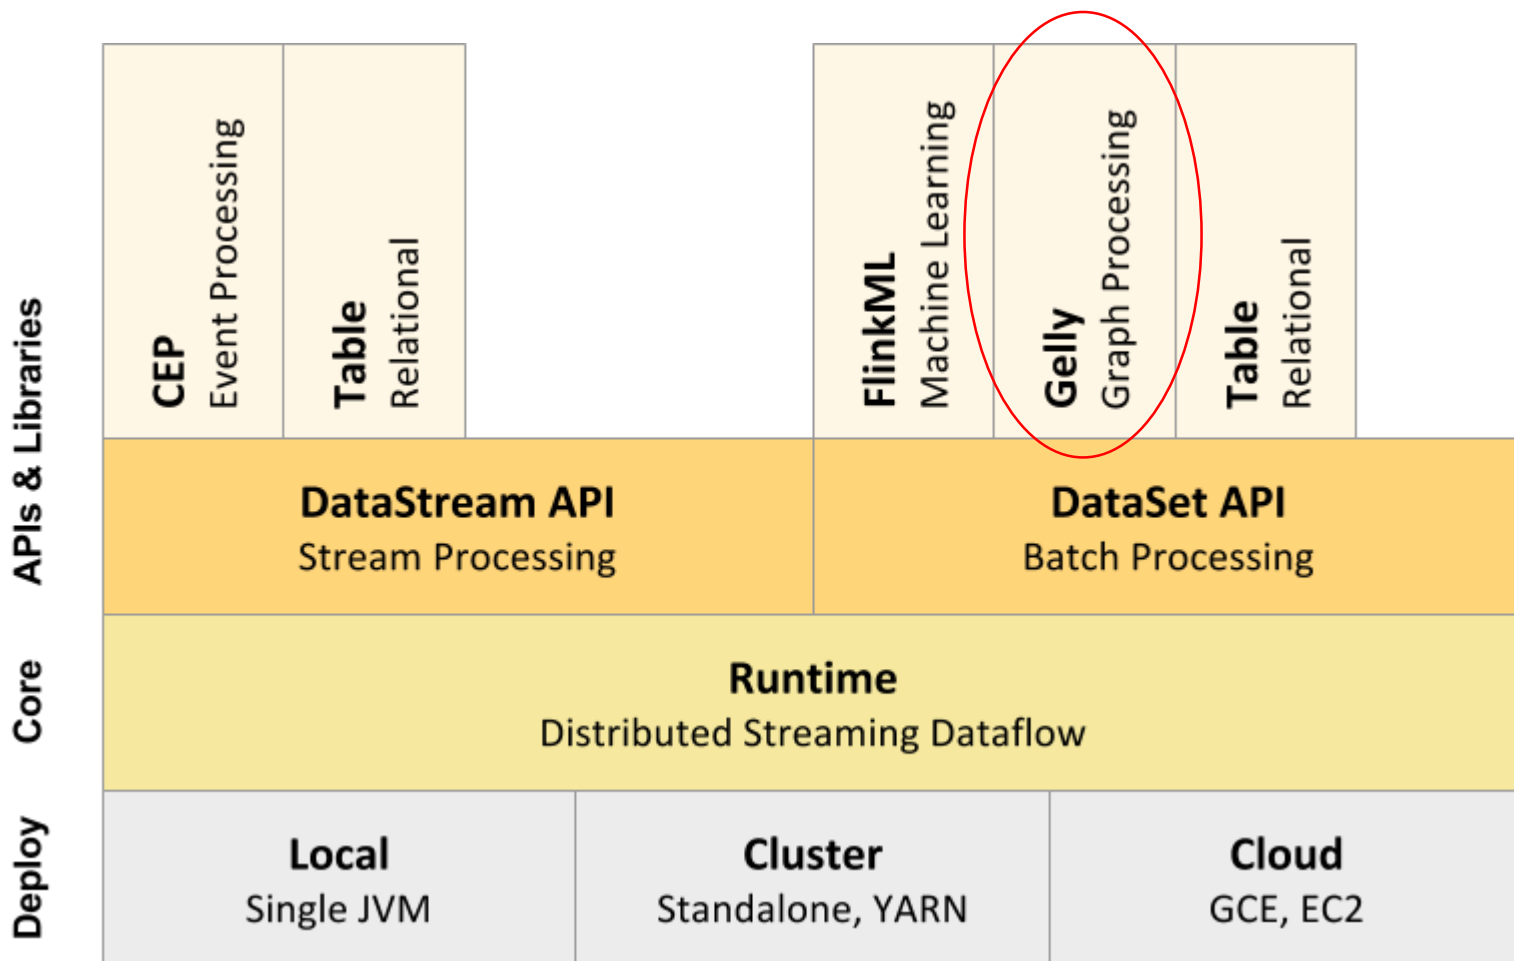 APIs & Libraries
CEP
Event Processing
Table
Relational
FlinkML
Machine Learning
Gelly
Graph Processing
Table
Relational
DataStream API
Stream Processing
DataSet API
Batch Processing
Core
Runtime
Distributed Streaming Dataflow
Deploy
Local
Single JVM
Cluster
Standalone, YARN
Cloud
GCE, EC2